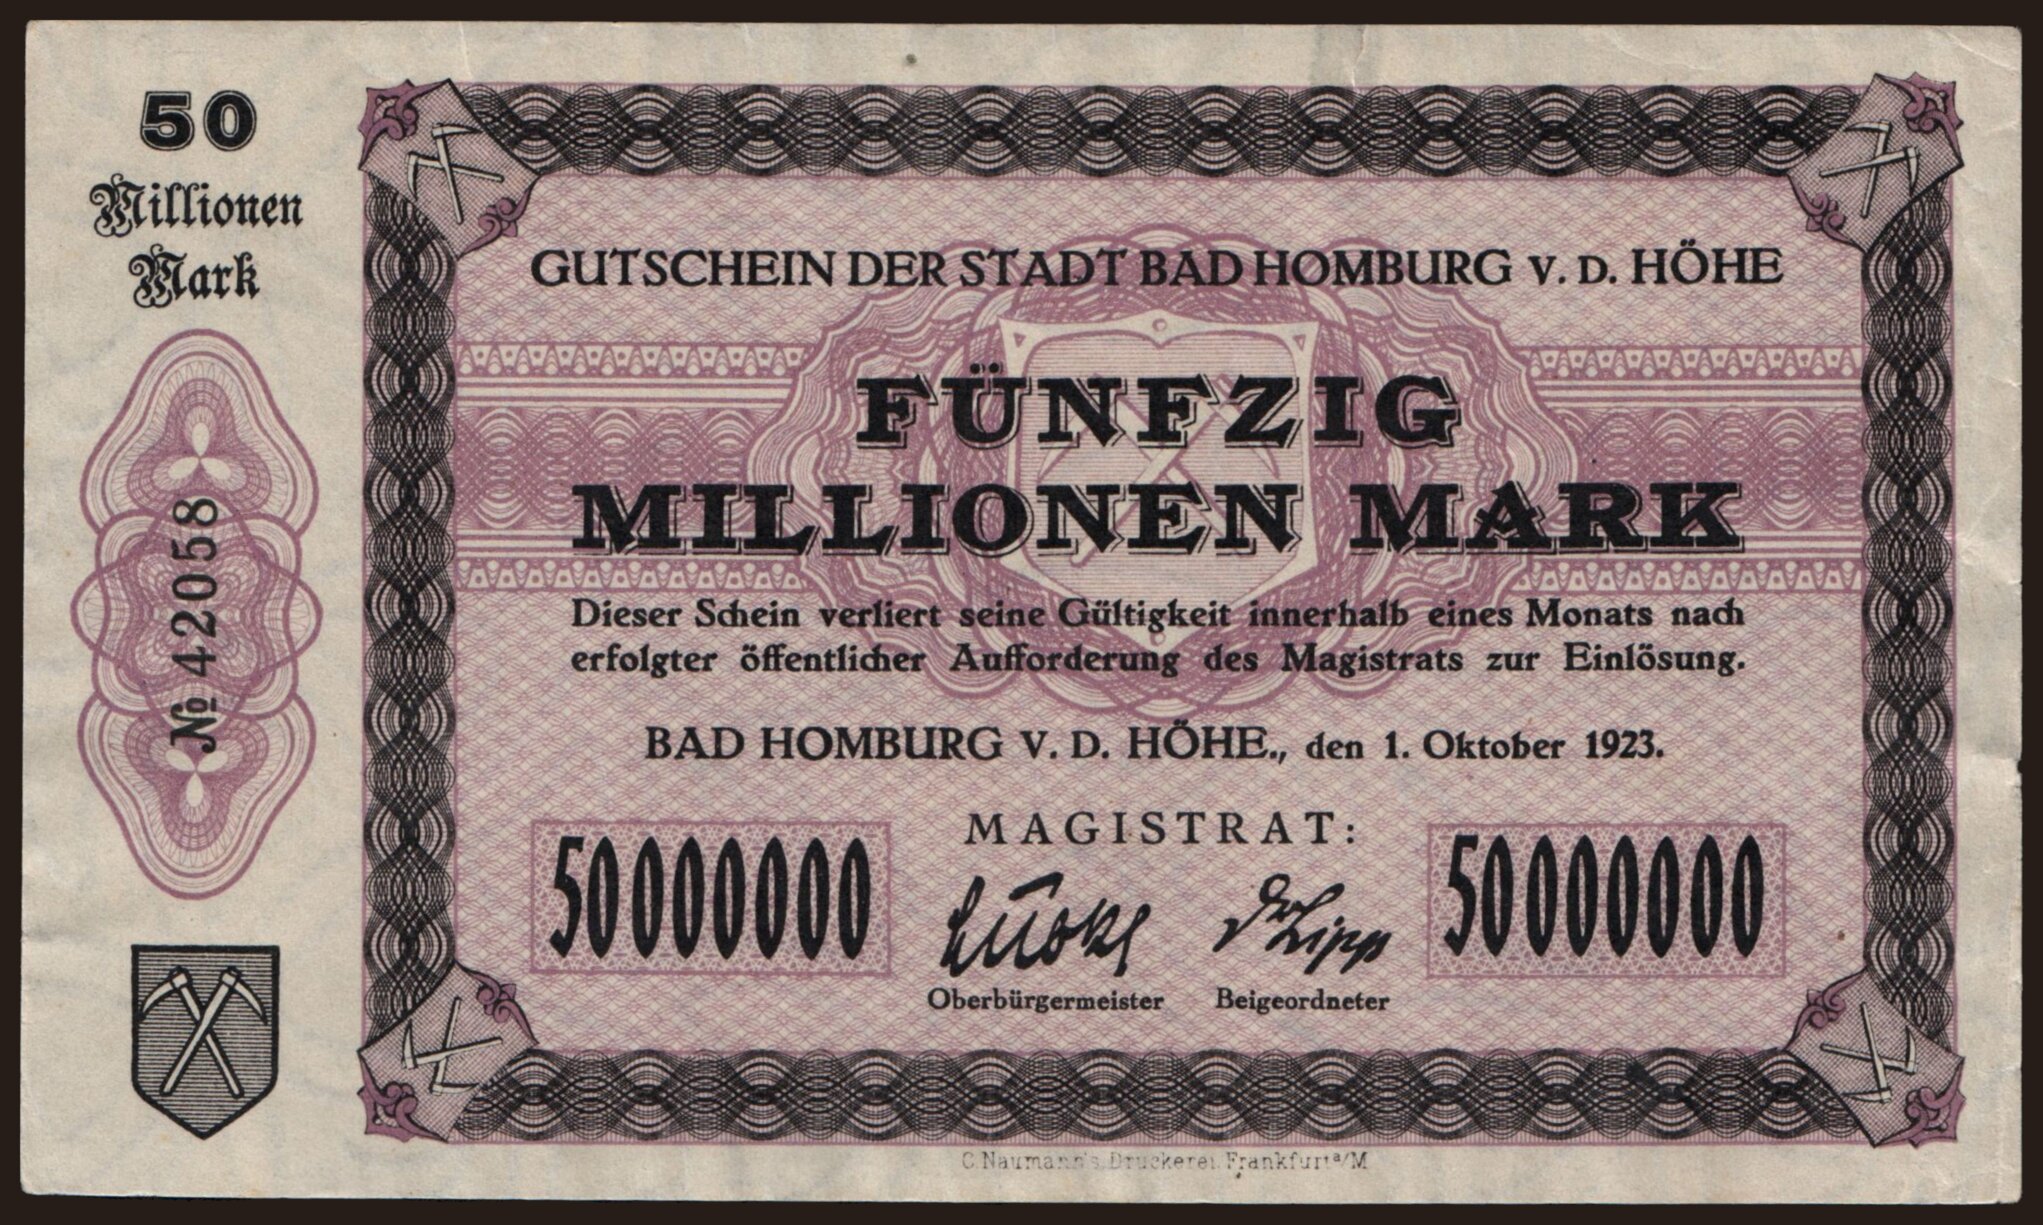 50
Millionen
Mark
№ 42058
GUTSCHEIN DER STADT BAD HOMBURG V. D. HÖHE
FÜNFZIG
MILLIONEN MARK
Dieser Schein verliert seine Gültigkeit innerhalb eines Monats nach
erfolgter öffentlicher Aufforderung des Magistrats zur Einlösung.
BAD HOMBURG V. D. HÖHE., den 1. Oktober 1923.
MAGISTRAT:
50000000
50000000
Oberbürgermeister Beigeordneter
C. Naumann's Druckerei Frankfurt a/M